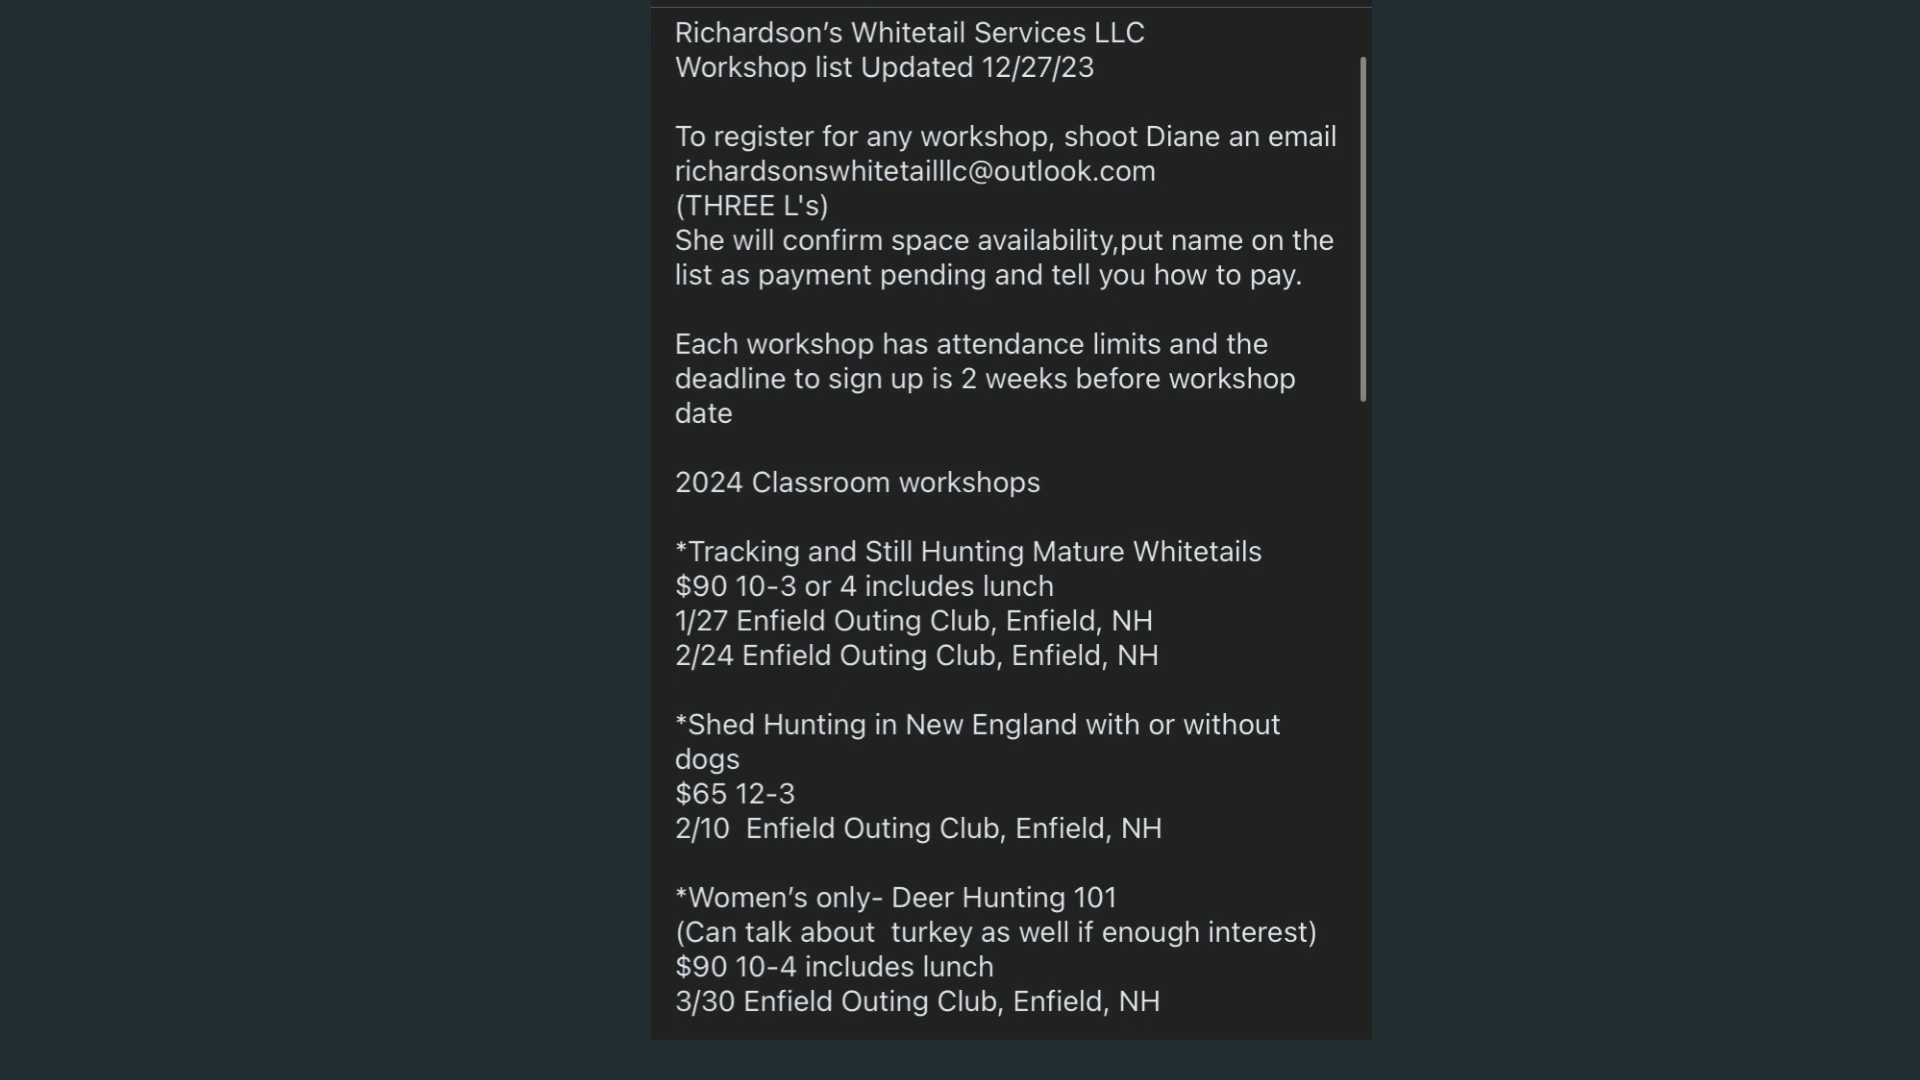 Richardson’s Whitetail Services LLC
Workshop list Updated 12/27/23
To register for any workshop, shoot Diane an email
richardsonswhitetailllc@outlook.com
(THREE L's)
She will confirm space availability,put name on the
list as payment pending and tell you how to pay.
Each workshop has attendance limits and the
deadline to sign up is 2 weeks before workshop
date
2024 Classroom workshops
*Tracking and Still Hunting Mature Whitetails
$90 10-3 or 4 includes lunch
1/27 Enfield Outing Club, Enfield, NH
2/24 Enfield Outing Club, Enfield, NH
*Shed Hunting in New England with or without
dogs
$65 12-3
2/10  Enfield Outing Club, Enfield, NH
*Women’s only- Deer Hunting 101
(Can talk about  turkey as well if enough interest)
$90 10-4 includes lunch
3/30 Enfield Outing Club, Enfield, NH